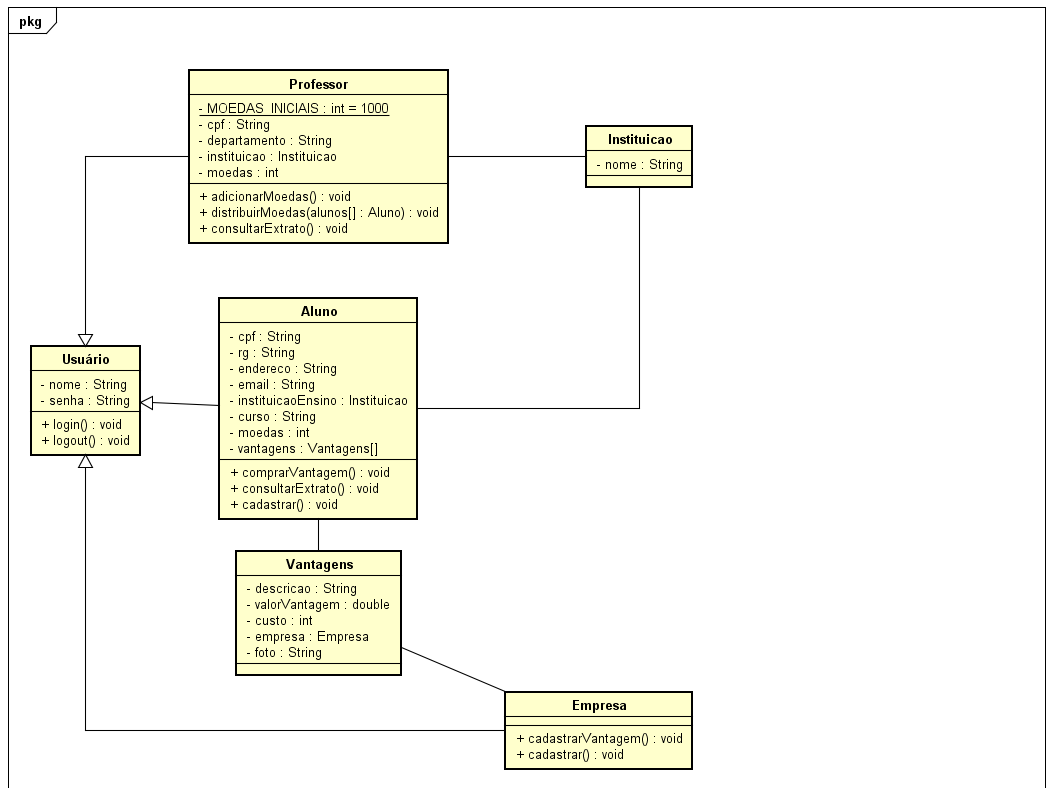 pkg
Professor
- MOEDAS_INICIAIS : int = 1000
- cpf : String
- departamento : String
- instituicao : Instituicao
- moedas : int
+ adicionarMoedas() : void
+ distribuirMoedas(alunos[] : Aluno) : void
+ consultarExtrato() : void
Instituicao
- nome : String
Aluno
- cpf : String
- rg : String
- endereco : String
- email : String
- instituicaoEnsino : Instituicao
- curso : String
- moedas : int
- vantagens : Vantagens[]
+ comprarVantagem() : void
+ consultarExtrato() : void
+ cadastrar() : void
Usuário
- nome : String
- senha : String
+ login() : void
+ logout() : void
Vantagens
- descricao : String
- valorVantagem : double
- custo : int
- empresa : Empresa
- foto : String
Empresa
+ cadastrarVantagem() : void
+ cadastrar() : void